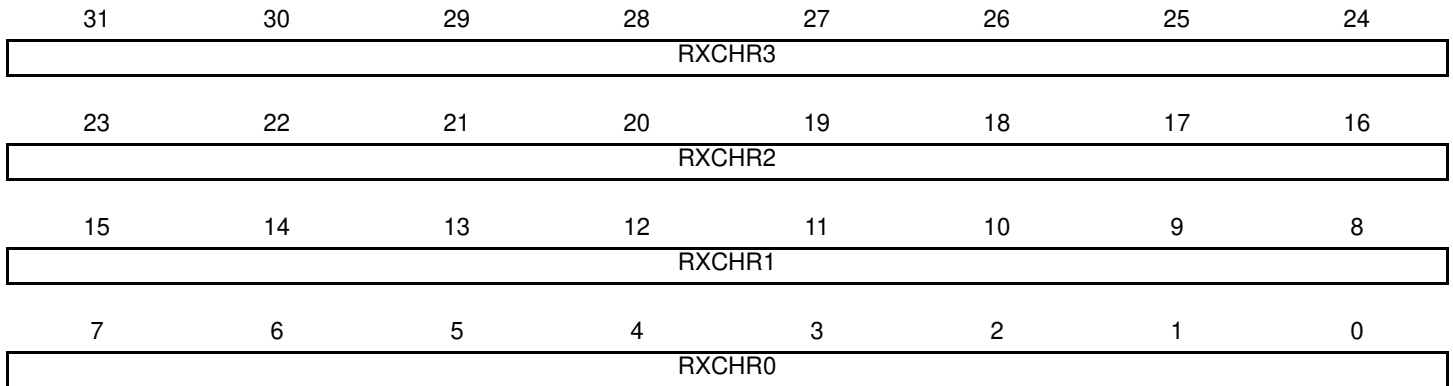 31 30 29 28 27 26 25 24
RXCHR3
23 22 21 20 19 18 17 16
RXCHR2
15 14 13 12 11 10 9 8
RXCHR1
7 6 5 4 3 2 1 0
RXCHR0